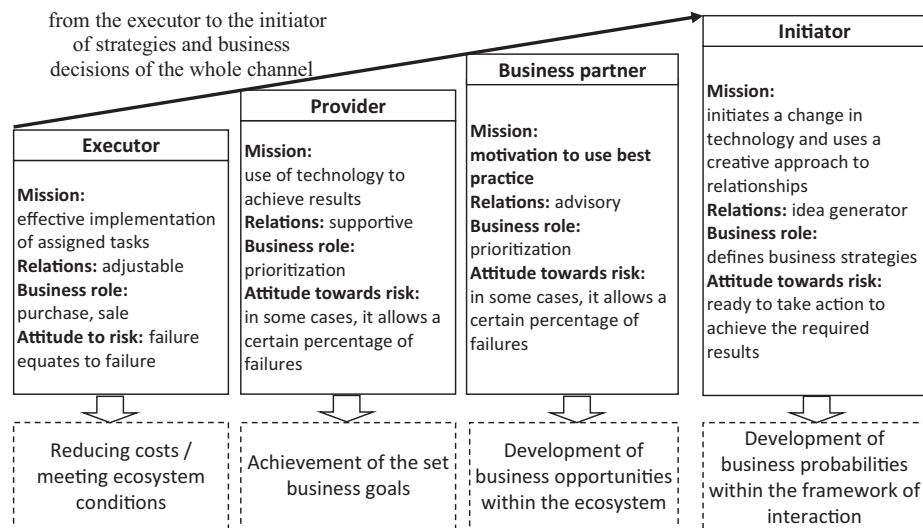 from the executor to the initiator
of strategies and business
decisions of the whole channel
Executor
Mission:
effective implementation
of assigned tasks
Relations: adjustable
Business role:
purchase, sale
Attitude to risk: failure
equates to failure
Provider
Mission:
use of technology to
achieve results
Relations: supportive
Business role:
prioritization
Attitude towards risk:
in some cases, it allows a
certain percentage of
failures
Business partner
Mission:
motivation to use best
practice
Relations: advisory
Business role:
prioritization
Attitude towards risk:
in some cases, it allows a
certain percentage of
failures
Initiator
Mission:
initiates a change in
technology and uses a
creative approach to
relationships
Relations: idea generator
Business role:
defines business strategies
Attitude towards risk:
ready to take action to
achieve the required
results
Reducing costs /
meeting ecosystem
conditions
Achievement of the set
business goals
Development of
business opportunities
within the ecosystem
Development of
business probabilities
within the framework of
interaction